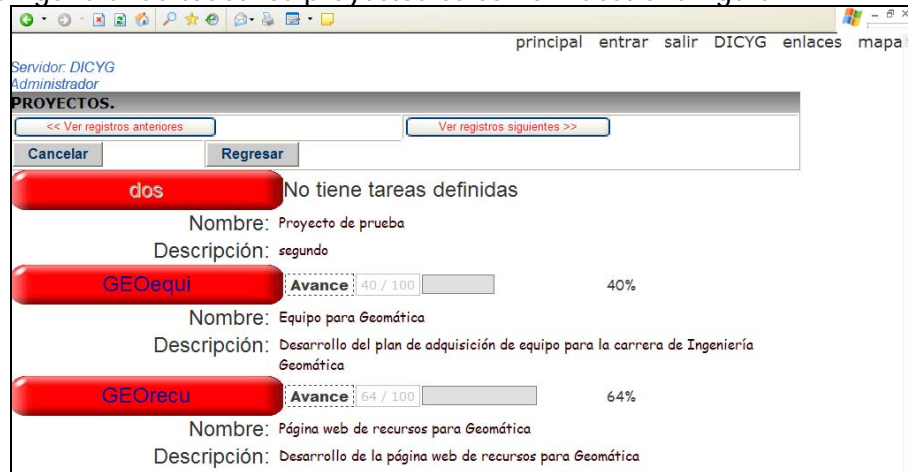 principal entrar salir DICYG enlaces mapa
Servidor: DICYG
Administrador
PROYECTOS.
<< Ver registros anteriores Ver registros siguientes >>
Cancelar Regresar
dos No tiene tareas definidas
Nombre: Proyecto de prueba
Descripción: segundo
GEOequi Avance 40 / 100 40%
Nombre: Equipo para Geomática
Descripción: Desarrollo del plan de adquisición de equipo para la carrera de Ingeniería
Geomática
GEOrecu Avance 64 / 100 64%
Nombre: Página web de recursos para Geomática
Descripción: Desarrollo de la página web de recursos para Geomática